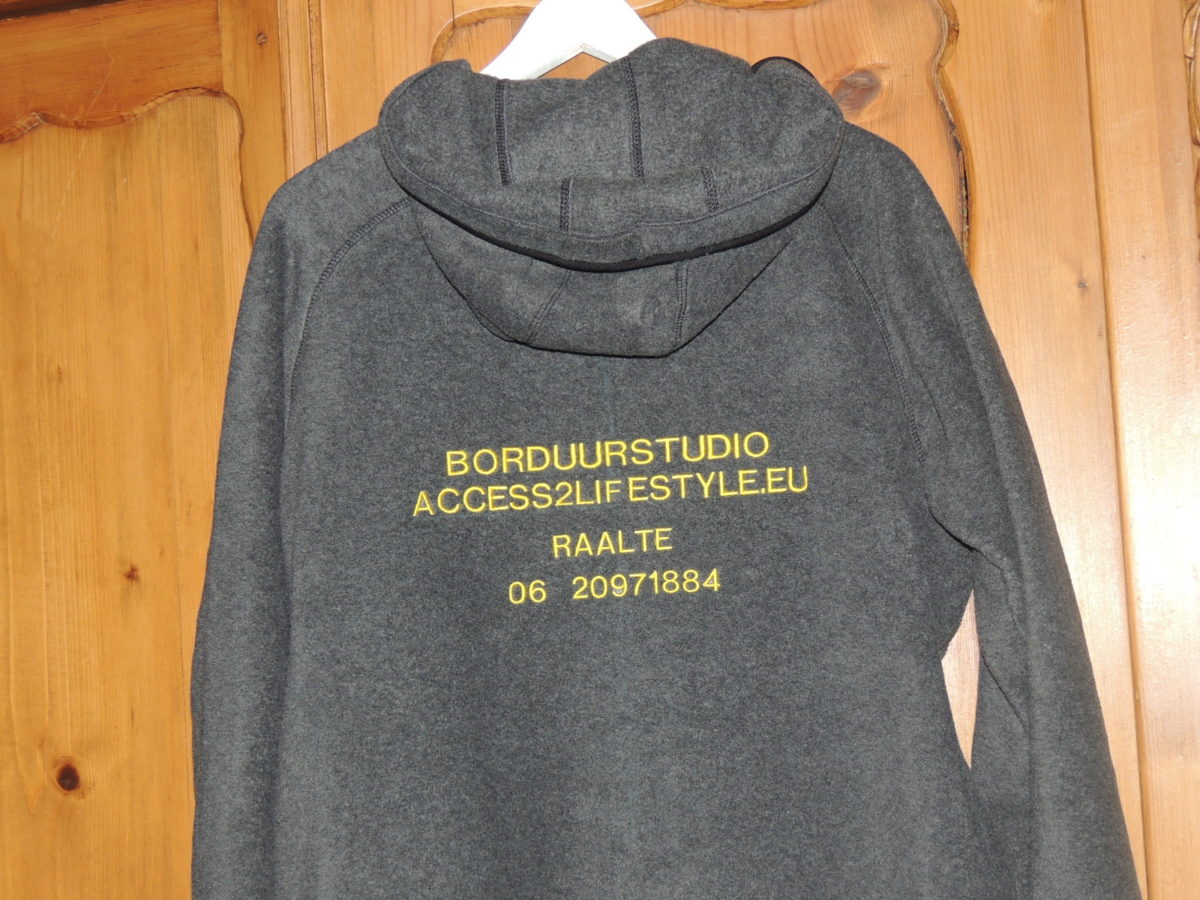 BORDUURSTUDIO
ACCESS2LIFESTYLE.EU
RAALTE
06 20971884